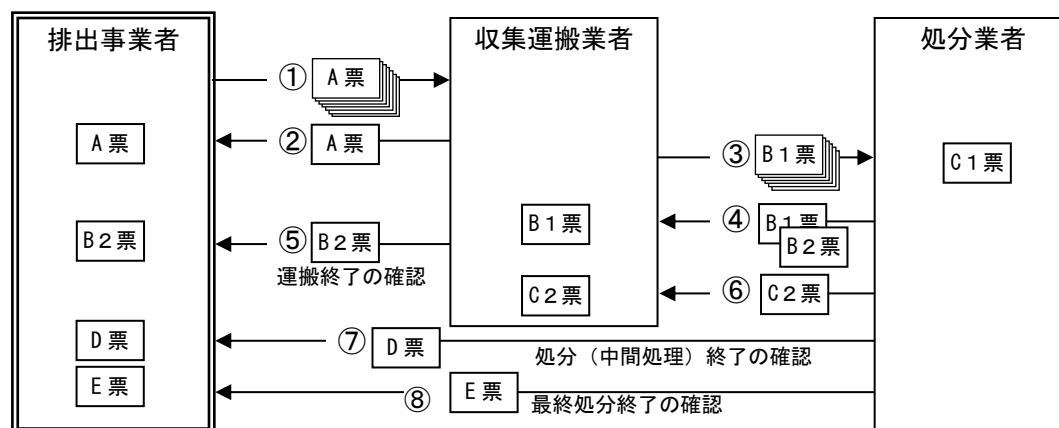 排出事業者
収集運搬業者
処分業者
① A票
A票
② A票
③ B1票
C1票
B2票
⑤ B2票
運搬終了の確認
B1票
④ B1票
B2票
C2票
⑥ C2票
D票
⑦ D票
処分（中間処理）終了の確認
E票
⑧ E票
最終処分終了の確認